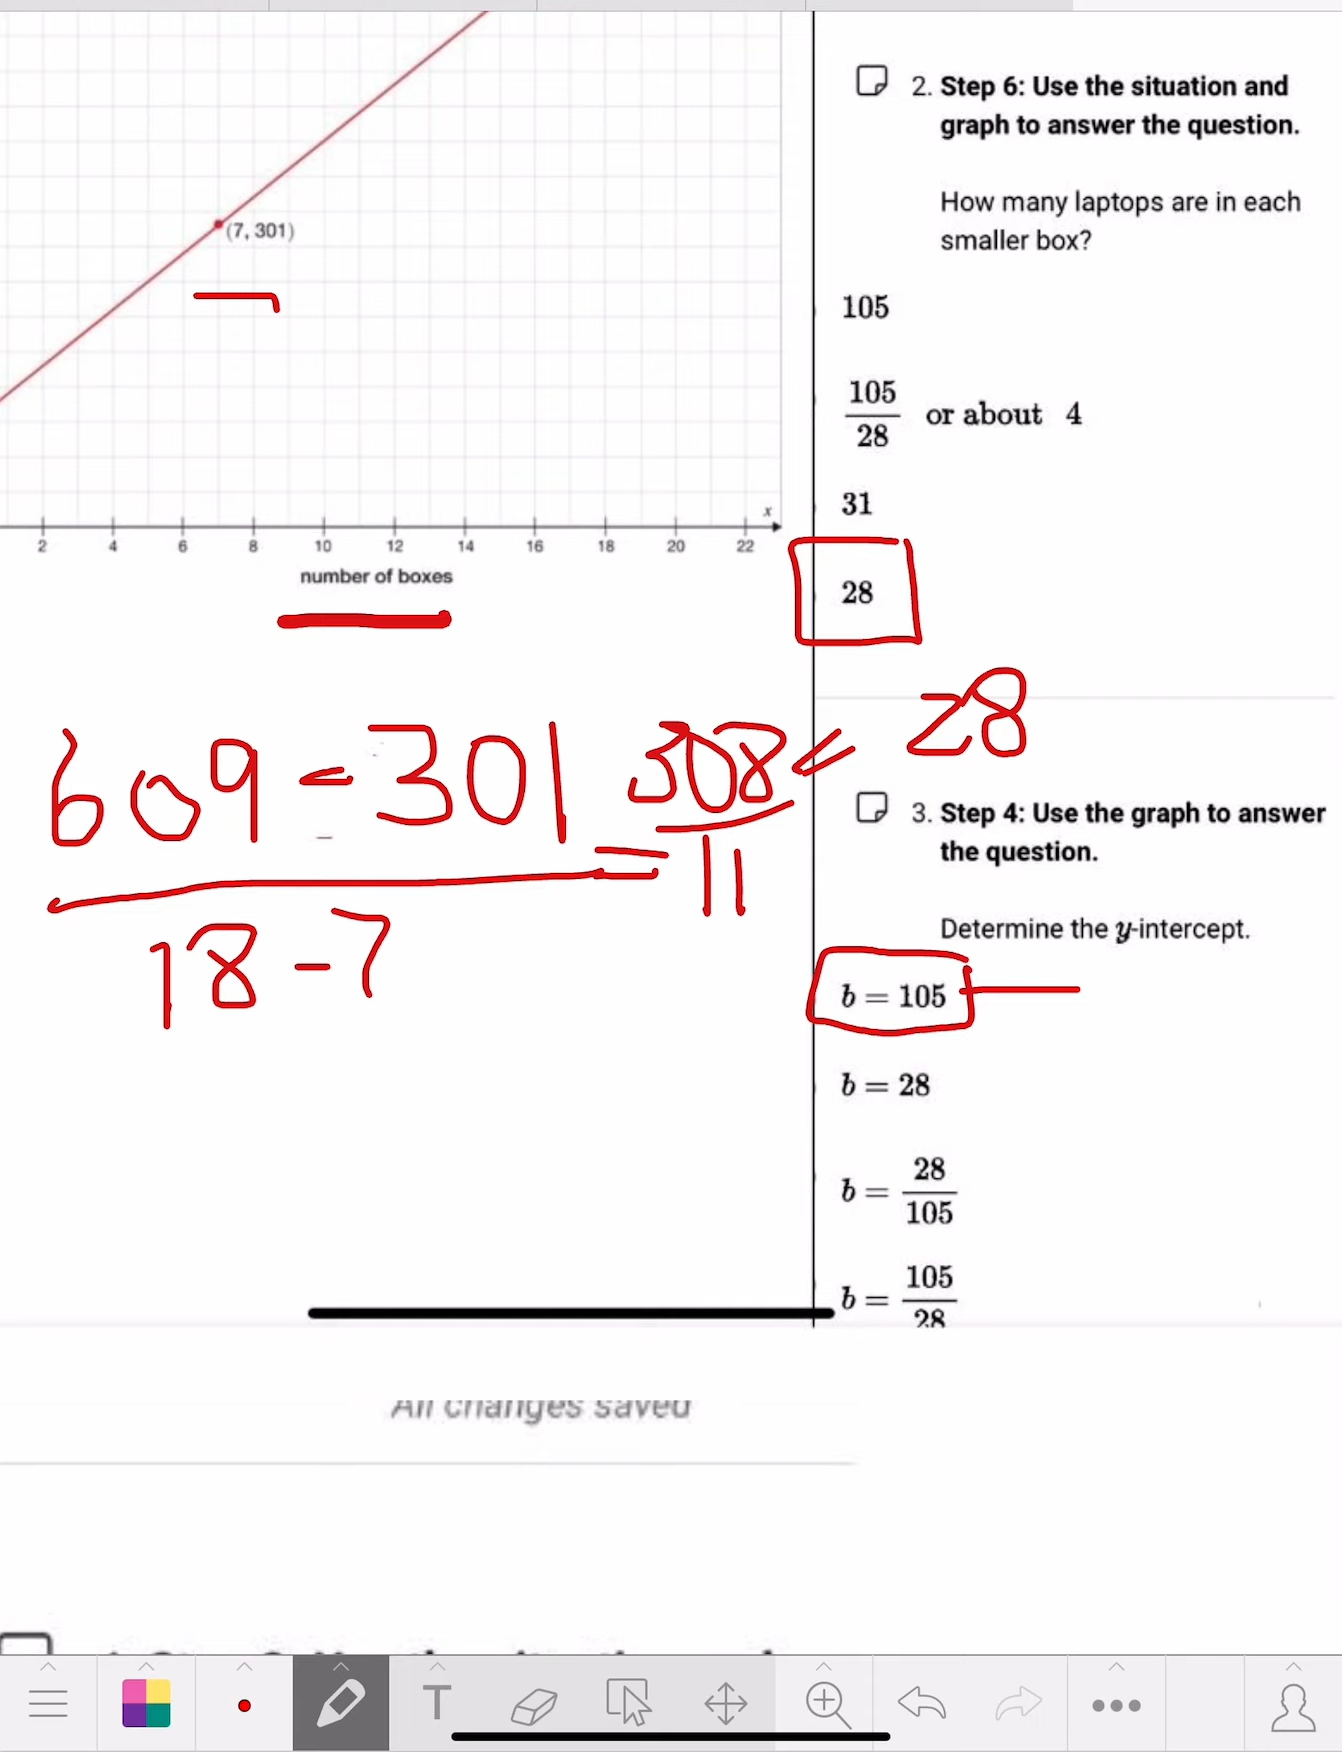 (7, 301)
x
2 4 6 8 10 12 14 16 18 20 22
number of boxes
609 - 301
18 - 7
=
308
11
= 28
2. Step 6: Use the situation and
graph to answer the question.
How many laptops are in each
smaller box?
105
105
28
or about 4
31
28
3. Step 4: Use the graph to answer
the question.
Determine the y-intercept.
b = 105
b = 28
b = 28
105
b = 105
28
All changes saved
T